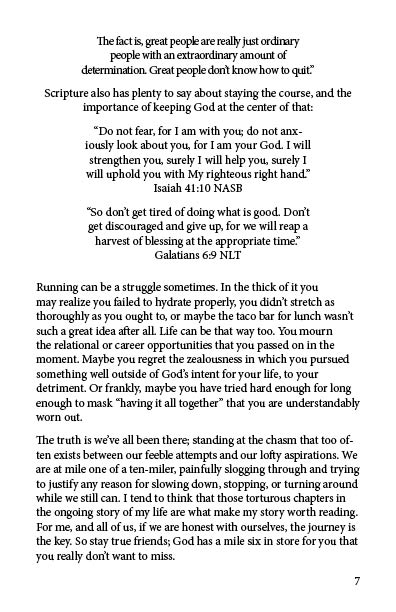 The fact is, great people are really just ordinary
people with an extraordinary amount of
determination. Great people don't know how to quit."
Scripture also has plenty to say about staying the course, and the
importance of keeping God at the center of that:
"Do not fear, for I am with you; do not anx-
iously look about you, for I am your God. I will
strengthen you, surely I will help you, surely I
will uphold you with My righteous right hand."
Isaiah 41:10 NASB
"So don't get tired of doing what is good. Don't
get discouraged and give up, for we will reap a
harvest of blessing at the appropriate time."
Galatians 6:9 NLT
Running can be a struggle sometimes. In the thick of it you
may realize you failed to hydrate properly, you didn't stretch as
thoroughly as you ought to, or maybe the taco bar for lunch wasn't
such a great idea after all. Life can be that way too. You mourn
the relational or career opportunities that you passed on in the
moment. Maybe you regret the zealousness in which you pursued
something well outside of God's intent for your life, to your
detriment. Or frankly, maybe you have tried hard enough for long
enough to mask "having it all together" that you are understandably
worn out.
The truth is we've all been there; standing at the chasm that too of-
ten exists between our feeble attempts and our lofty aspirations. We
are at mile one of a ten-miler, painfully slogging through and trying
to justify any reason for slowing down, stopping, or turning around
while we still can. I tend to think that those torturous chapters in
the ongoing story of my life are what make my story worth reading.
For me, and all of us, if we are honest with ourselves, the journey is
the key. So stay true friends; God has a mile six in store for you that
you really don't want to miss.
7